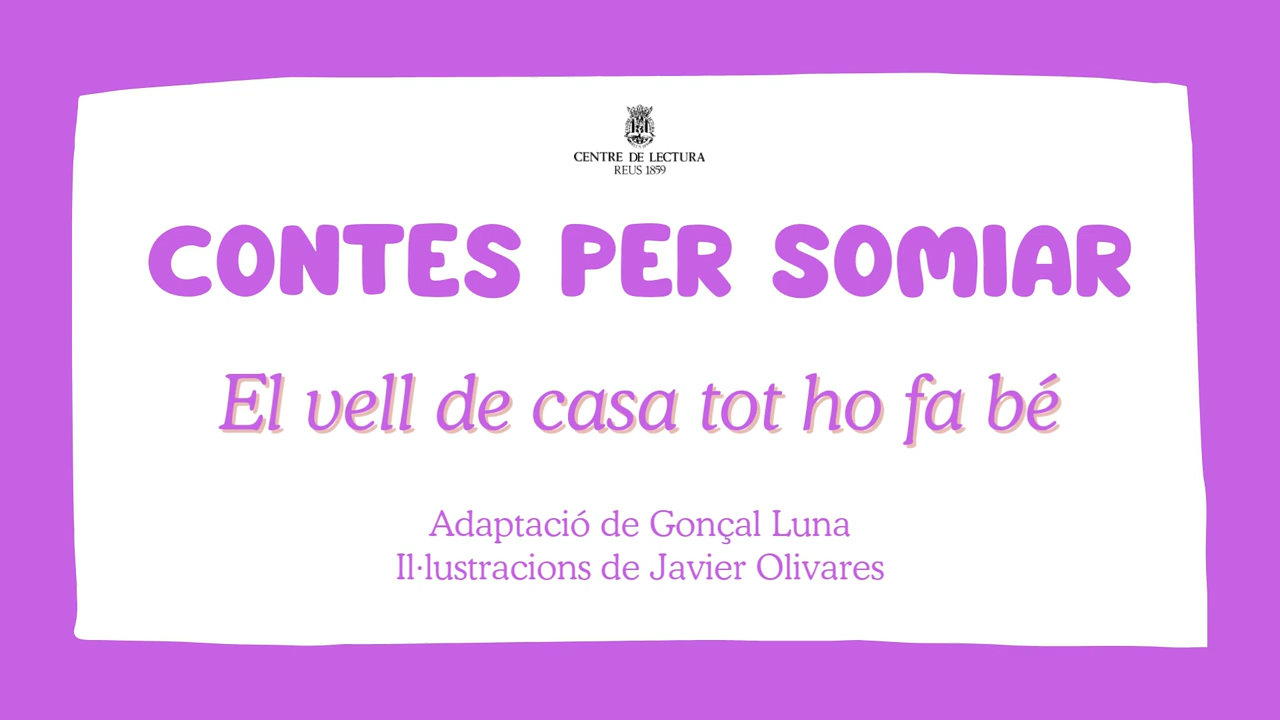 CENTRE DE LECTURA
REUS 1859
CONTES PER SOMIAR
El vell de casa tot ho fa bé
Adaptació de Gonçal Luna
Il·lustracions de Javier Olivares